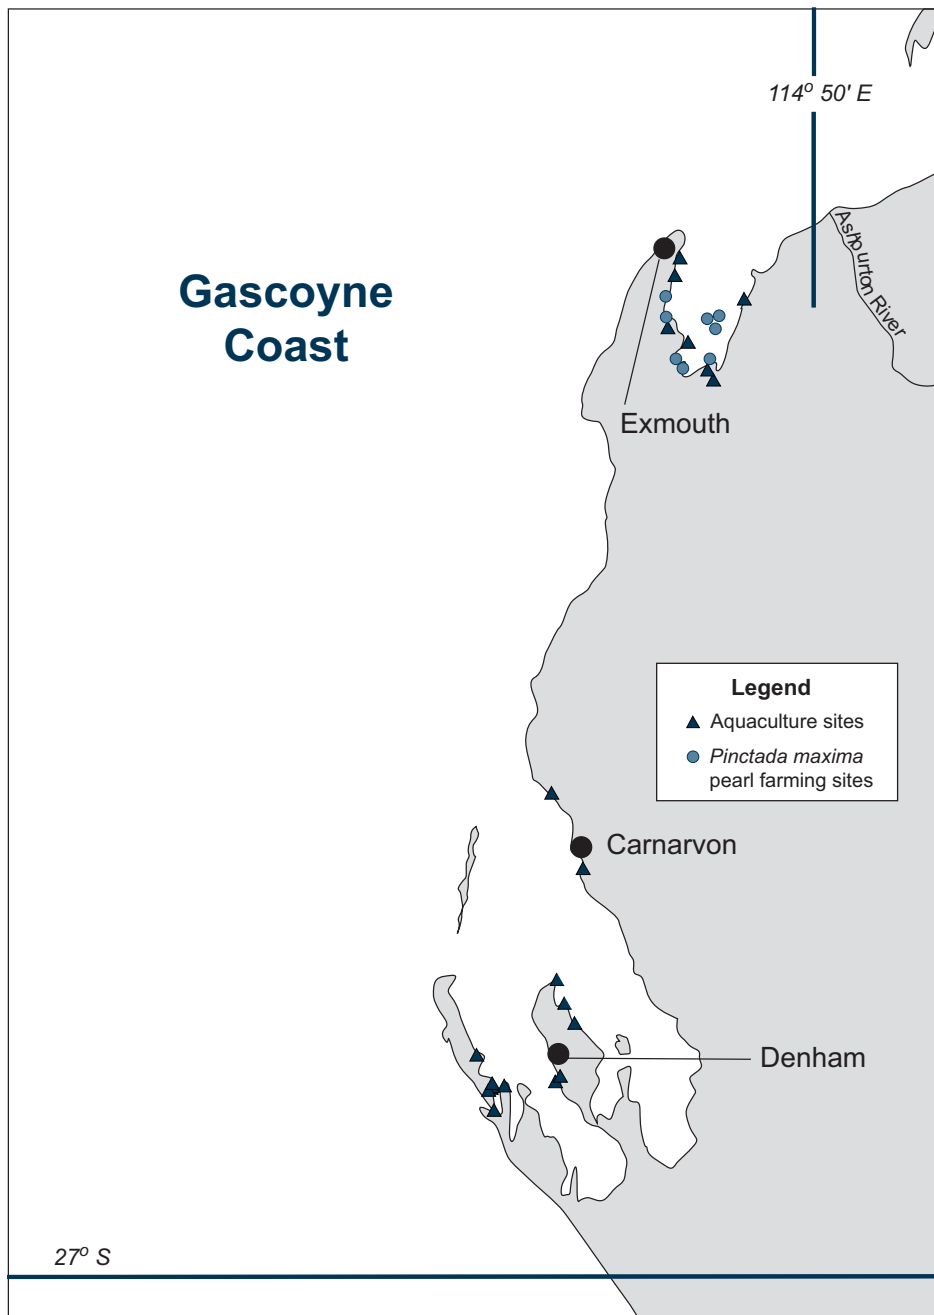 114° 50' E
Ashburton River
Gascoyne
Coast
Exmouth
Legend
Aquaculture sites
Pinctada maxima
pearl farming sites
Carnarvon
Denham
27° S